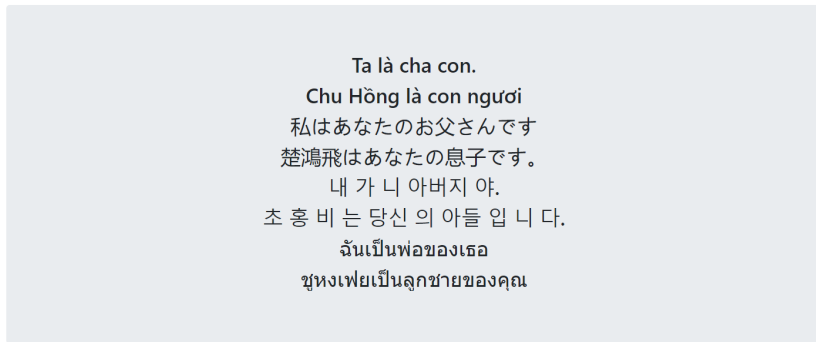 Ta là cha con.
Chu Hồng là con ngươi
私はあなたのお父さんです
楚鴻飛はあなたの息子です。
내 가 니 아버지 야.
초 홍 비 는 당신 의 아들 입 니 다.
ฉันเป็นพ่อของเธอ
ชูหงเฟยเป็นลูกชายของคุณ